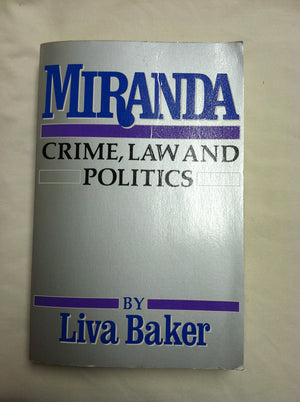 MIRANDA
CRIME, LAW AND
POLITICS
BY
Liva Baker